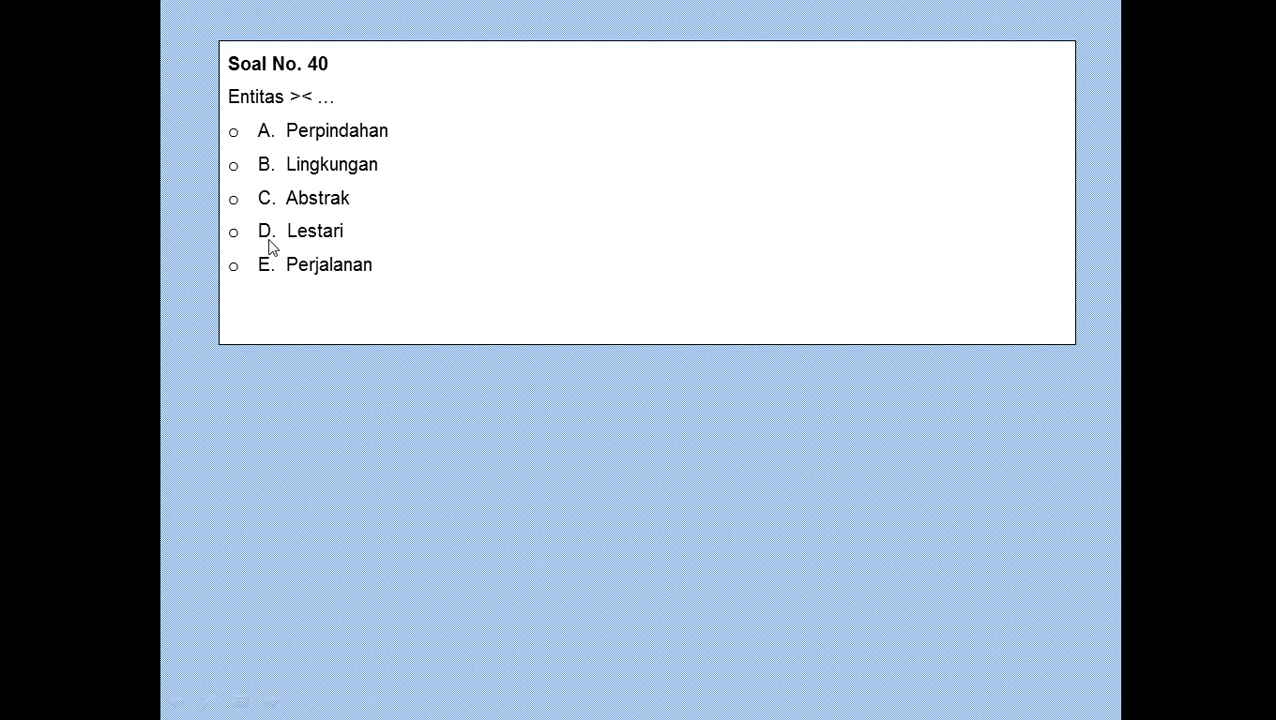 Soal No. 40
Entitas >< ...
o A. Perpindahan
o B. Lingkungan
o C. Abstrak
o D. Lestari
o E. Perjalanan